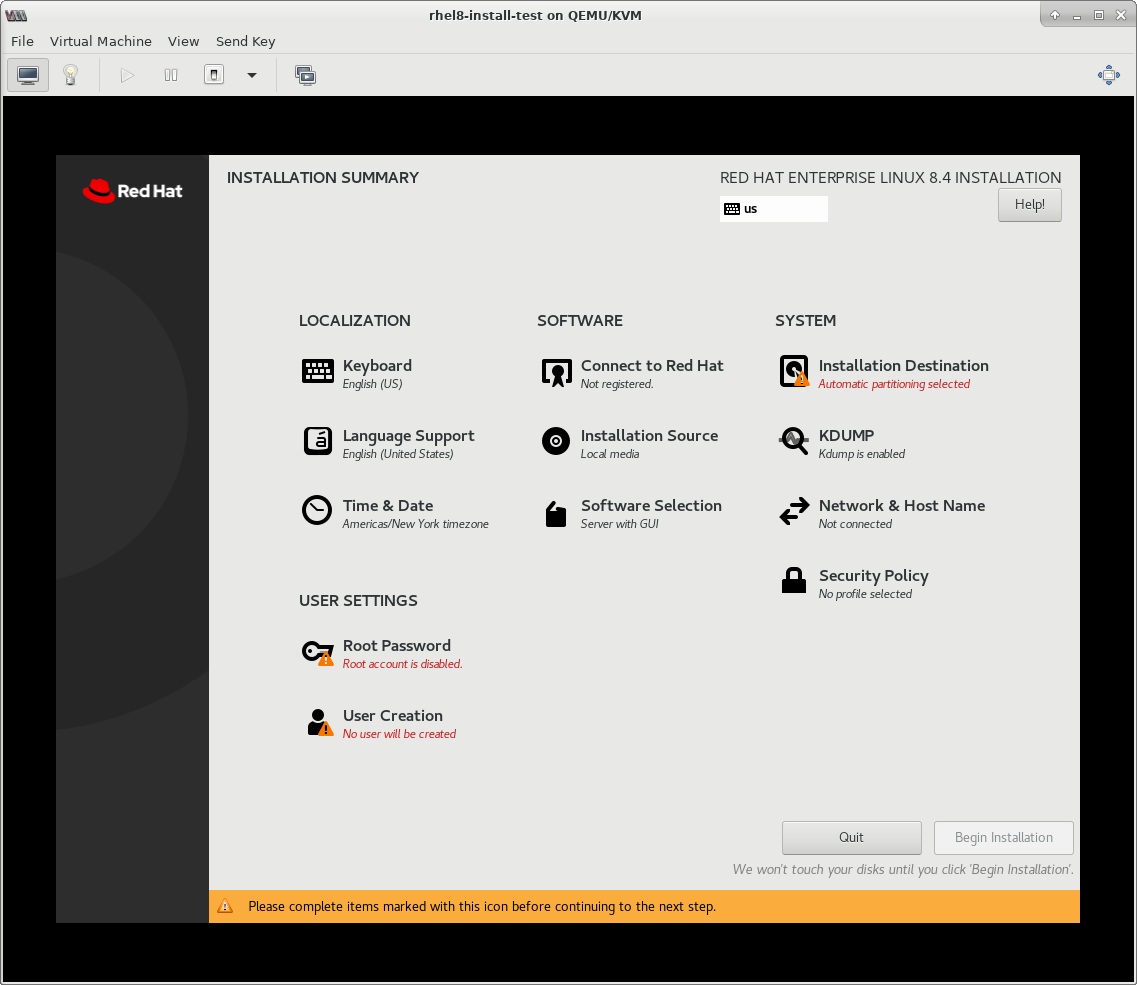 rhel8-install-test on QEMU/KVM
File Virtual Machine View Send Key
Red Hat
INSTALLATION SUMMARY
RED HAT ENTERPRISE LINUX 8.4 INSTALLATION
us
Help!
LOCALIZATION
Keyboard
English (US)
Language Support
English (United States)
Time & Date
Americas/New York timezone
SOFTWARE
Connect to Red Hat
Not registered.
Installation Source
Local media
Software Selection
Server with GUI
SYSTEM
Installation Destination
Automatic partitioning selected
KDUMP
Kdump is enabled
Network & Host Name
Not connected
Security Policy
No profile selected
USER SETTINGS
Root Password
Root account is disabled.
User Creation
No user will be created
Quit
Begin Installation
We won't touch your disks until you click 'Begin Installation'.
Please complete items marked with this icon before continuing to the next step.